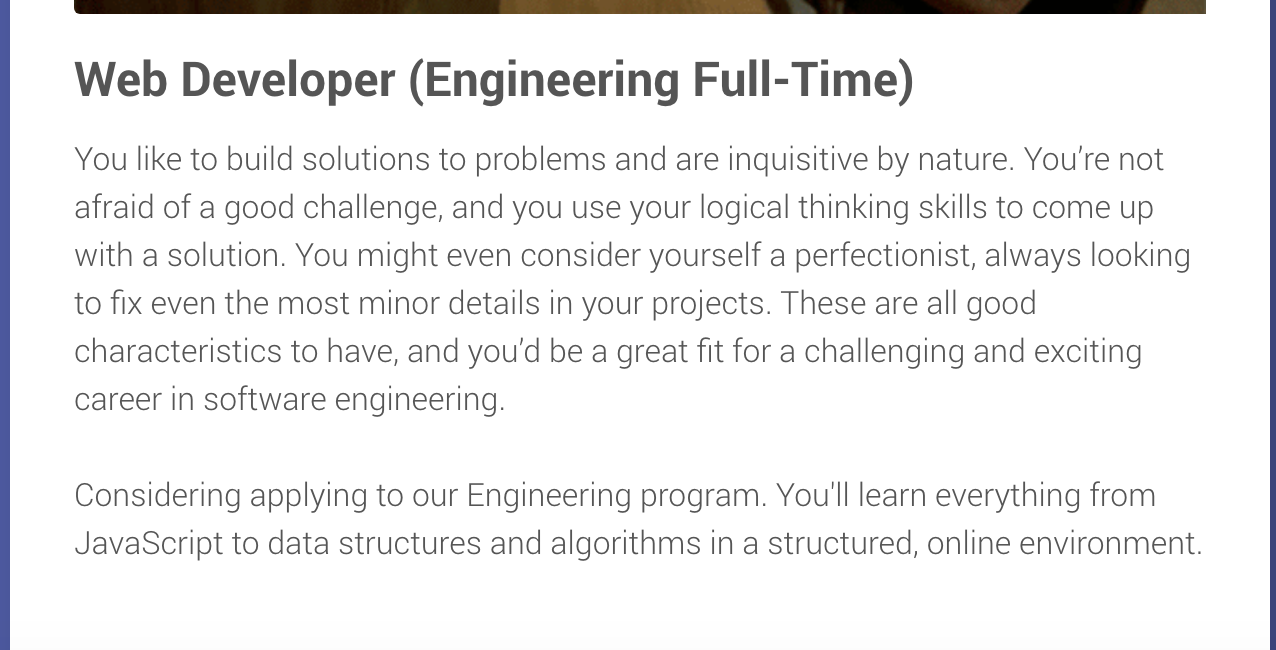 Web Developer (Engineering Full-Time)
You like to build solutions to problems and are inquisitive by nature. You’re not
afraid of a good challenge, and you use your logical thinking skills to come up
with a solution. You might even consider yourself a perfectionist, always looking
to fix even the most minor details in your projects. These are all good
characteristics to have, and you’d be a great fit for a challenging and exciting
career in software engineering.
Considering applying to our Engineering program. You'll learn everything from
JavaScript to data structures and algorithms in a structured, online environment.